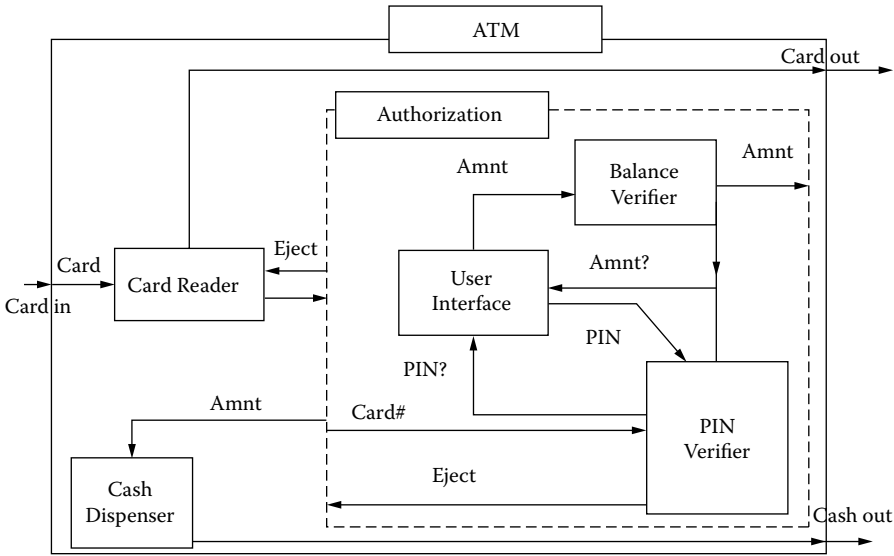 ATM
Card out
Authorization
Amnt
Balance
Verifier
Amnt
Card
Card in
Card Reader
Eject
User
Interface
Amnt?
PIN
PIN?
Amnt
Card#
PIN
Verifier
Eject
Cash
Dispenser
Cash out